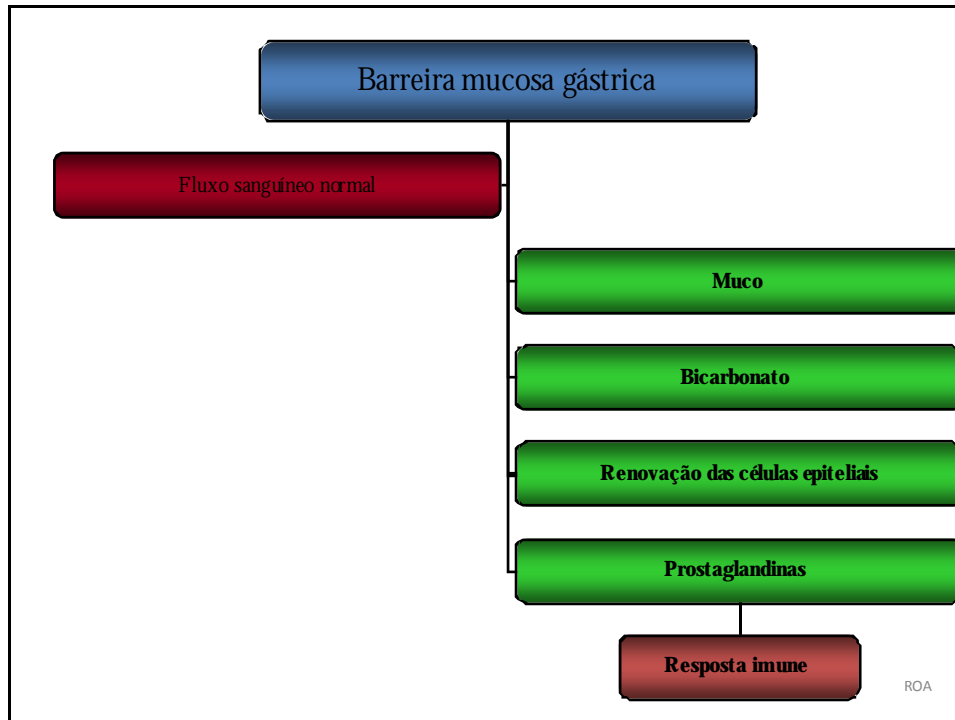 Barreira mucosa gástrica
Fluxo sanguíneo normal
Muco
Bicarbonato
Renovação das células epiteliais
Prostaglandinas
Resposta imune
ROA